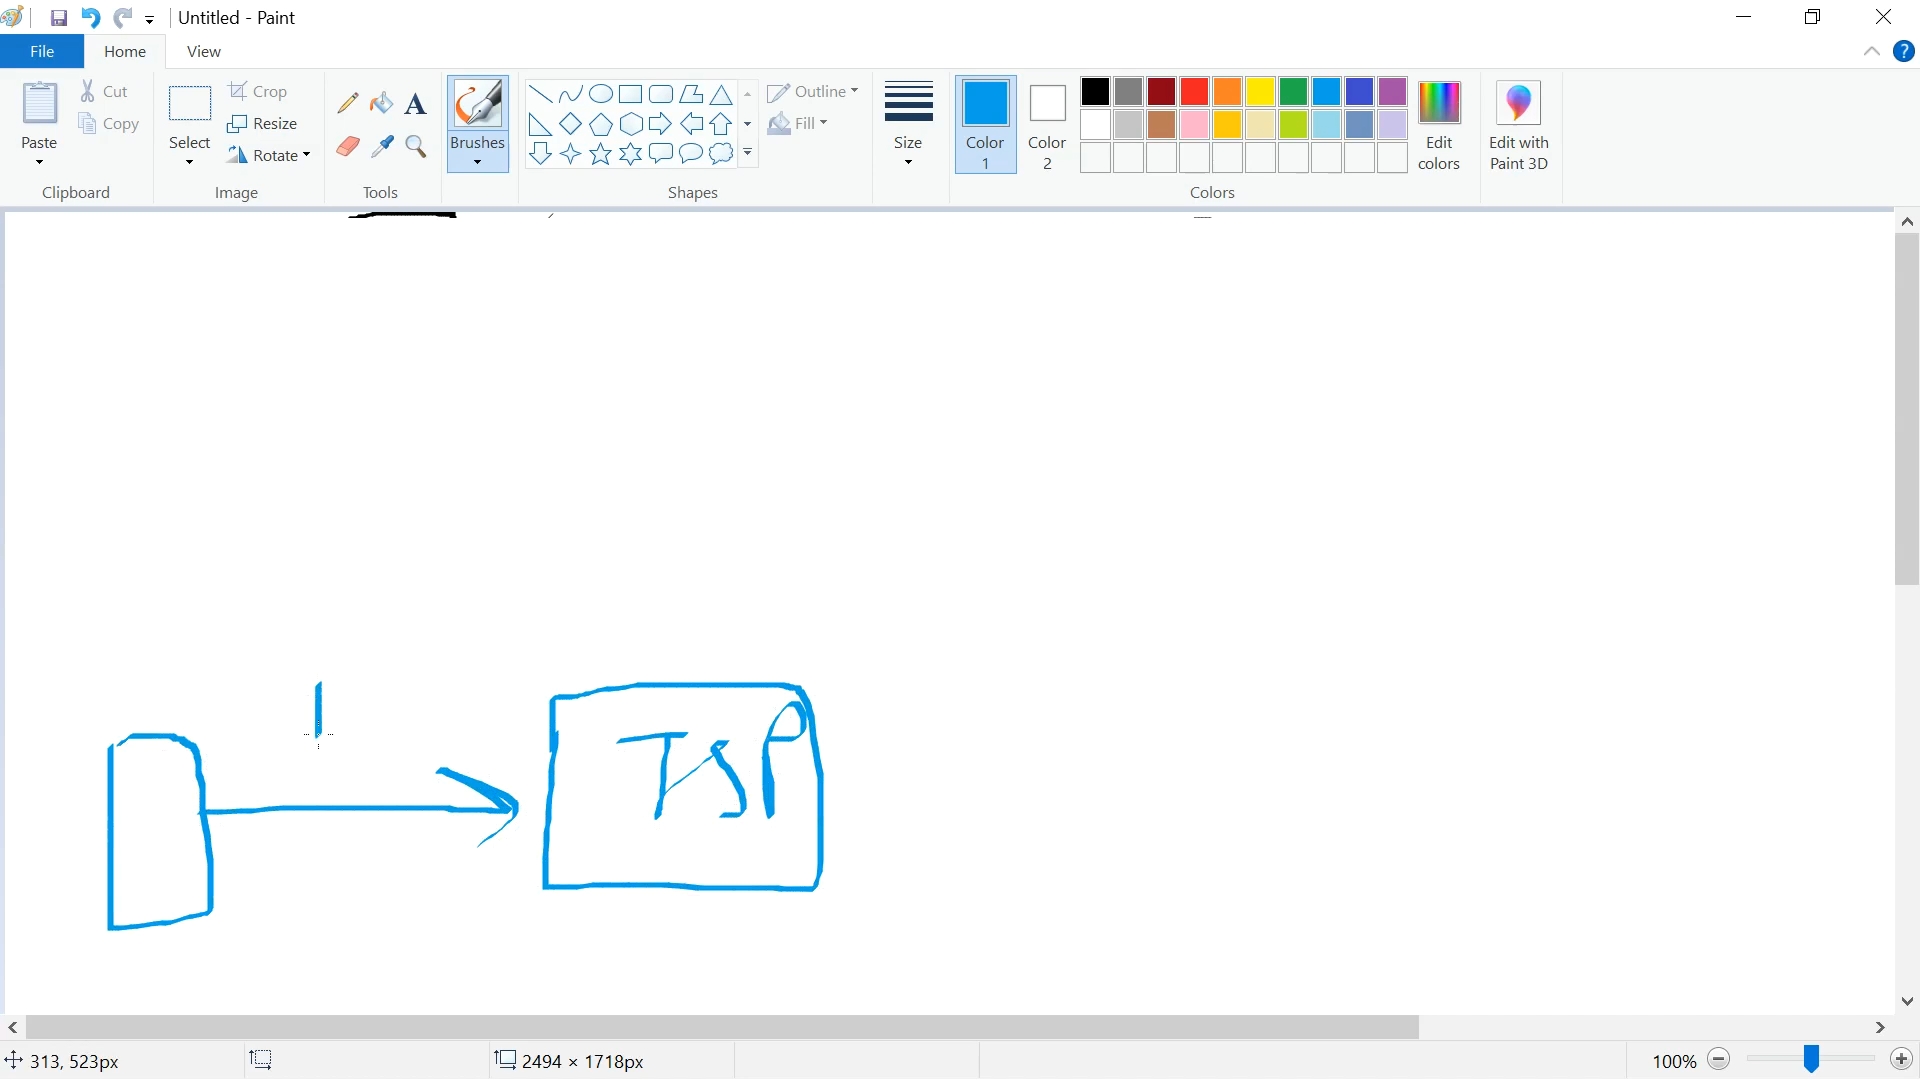 Untitled - Paint
File Home View
Paste
Cut
Copy
Clipboard
Select
Crop
Resize
Rotate
Image
Tools
Brushes
Shapes
Outline
Fill
Size
Color 1
Color 2
Colors
Edit colors
Edit with Paint 3D
TSP
313, 523px
2494 × 1718px
100%